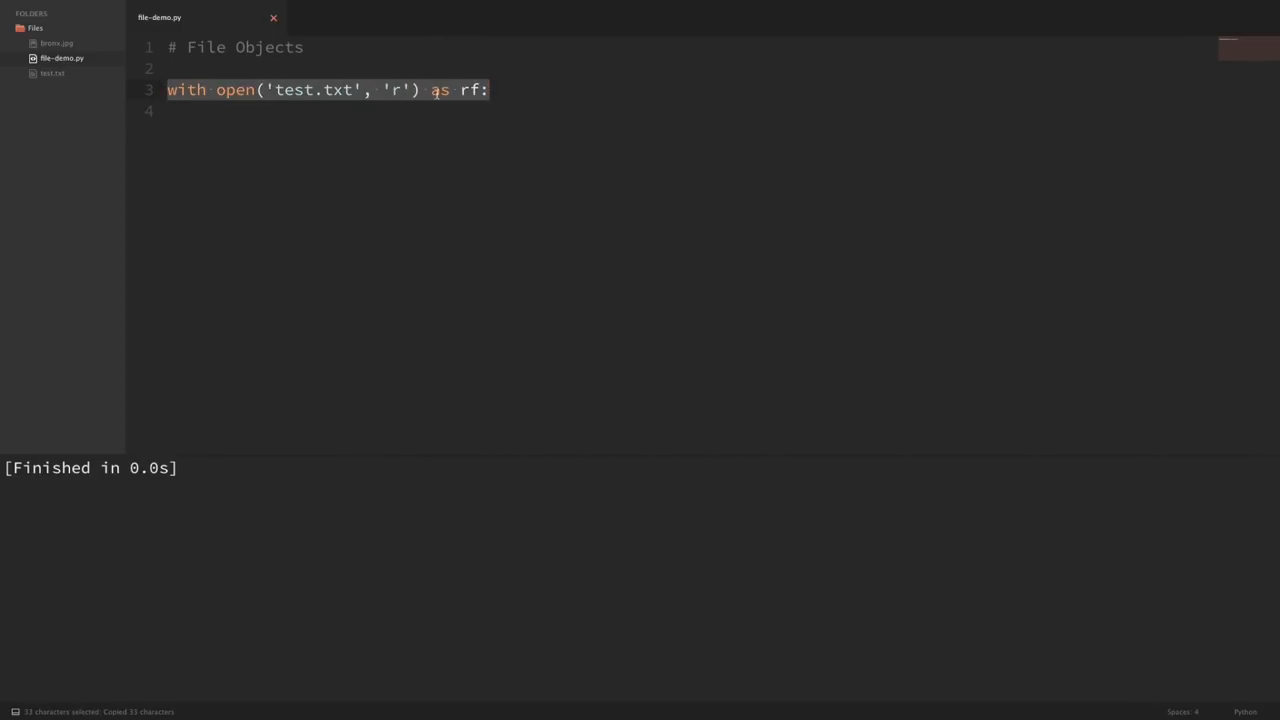 FOLDERS
Files
bronx.jpg
file-demo.py
test.txt
file-demo.py
1 # File Objects
2
3 with open('test.txt', 'r') as rf:
4
[Finished in 0.0s]
33 characters selected: Copied 33 characters
Spaces: 4
Python